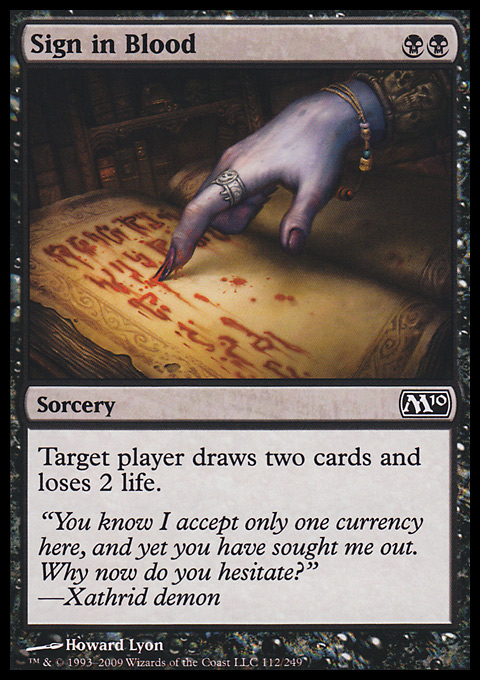 Sign in Blood
Sorcery
M10
Target player draws two cards and
loses 2 life.
“You know I accept only one currency
here, and yet you have sought me out.
Why now do you hesitate?”
—Xathrid demon
Howard Lyon
™ & © 1993–2009 Wizards of the Coast LLC 112/249